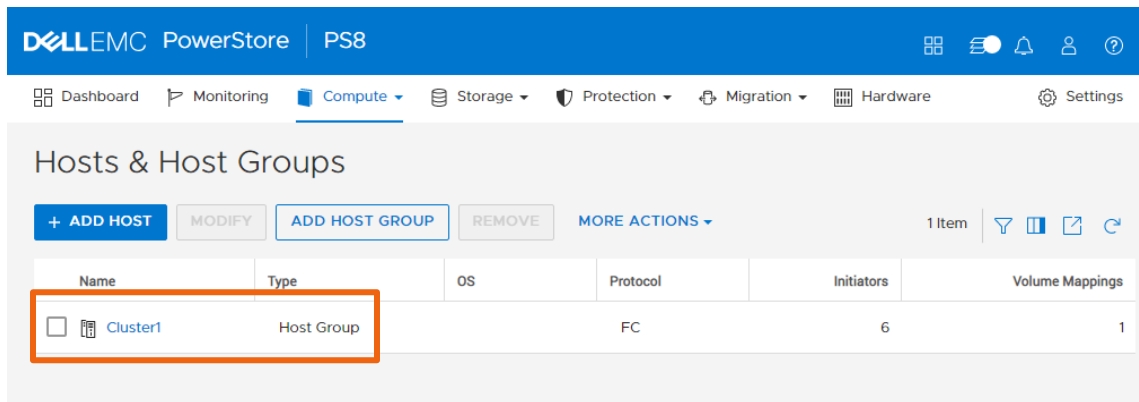 DELLEMC PowerStore PS8
Dashboard Monitoring Compute Storage Protection Migration Hardware Settings
Hosts & Host Groups
+ ADD HOST MODIFY ADD HOST GROUP REMOVE MORE ACTIONS 1 Item
Name Type OS Protocol Initiators Volume Mappings
Cluster1 Host Group FC 6 1